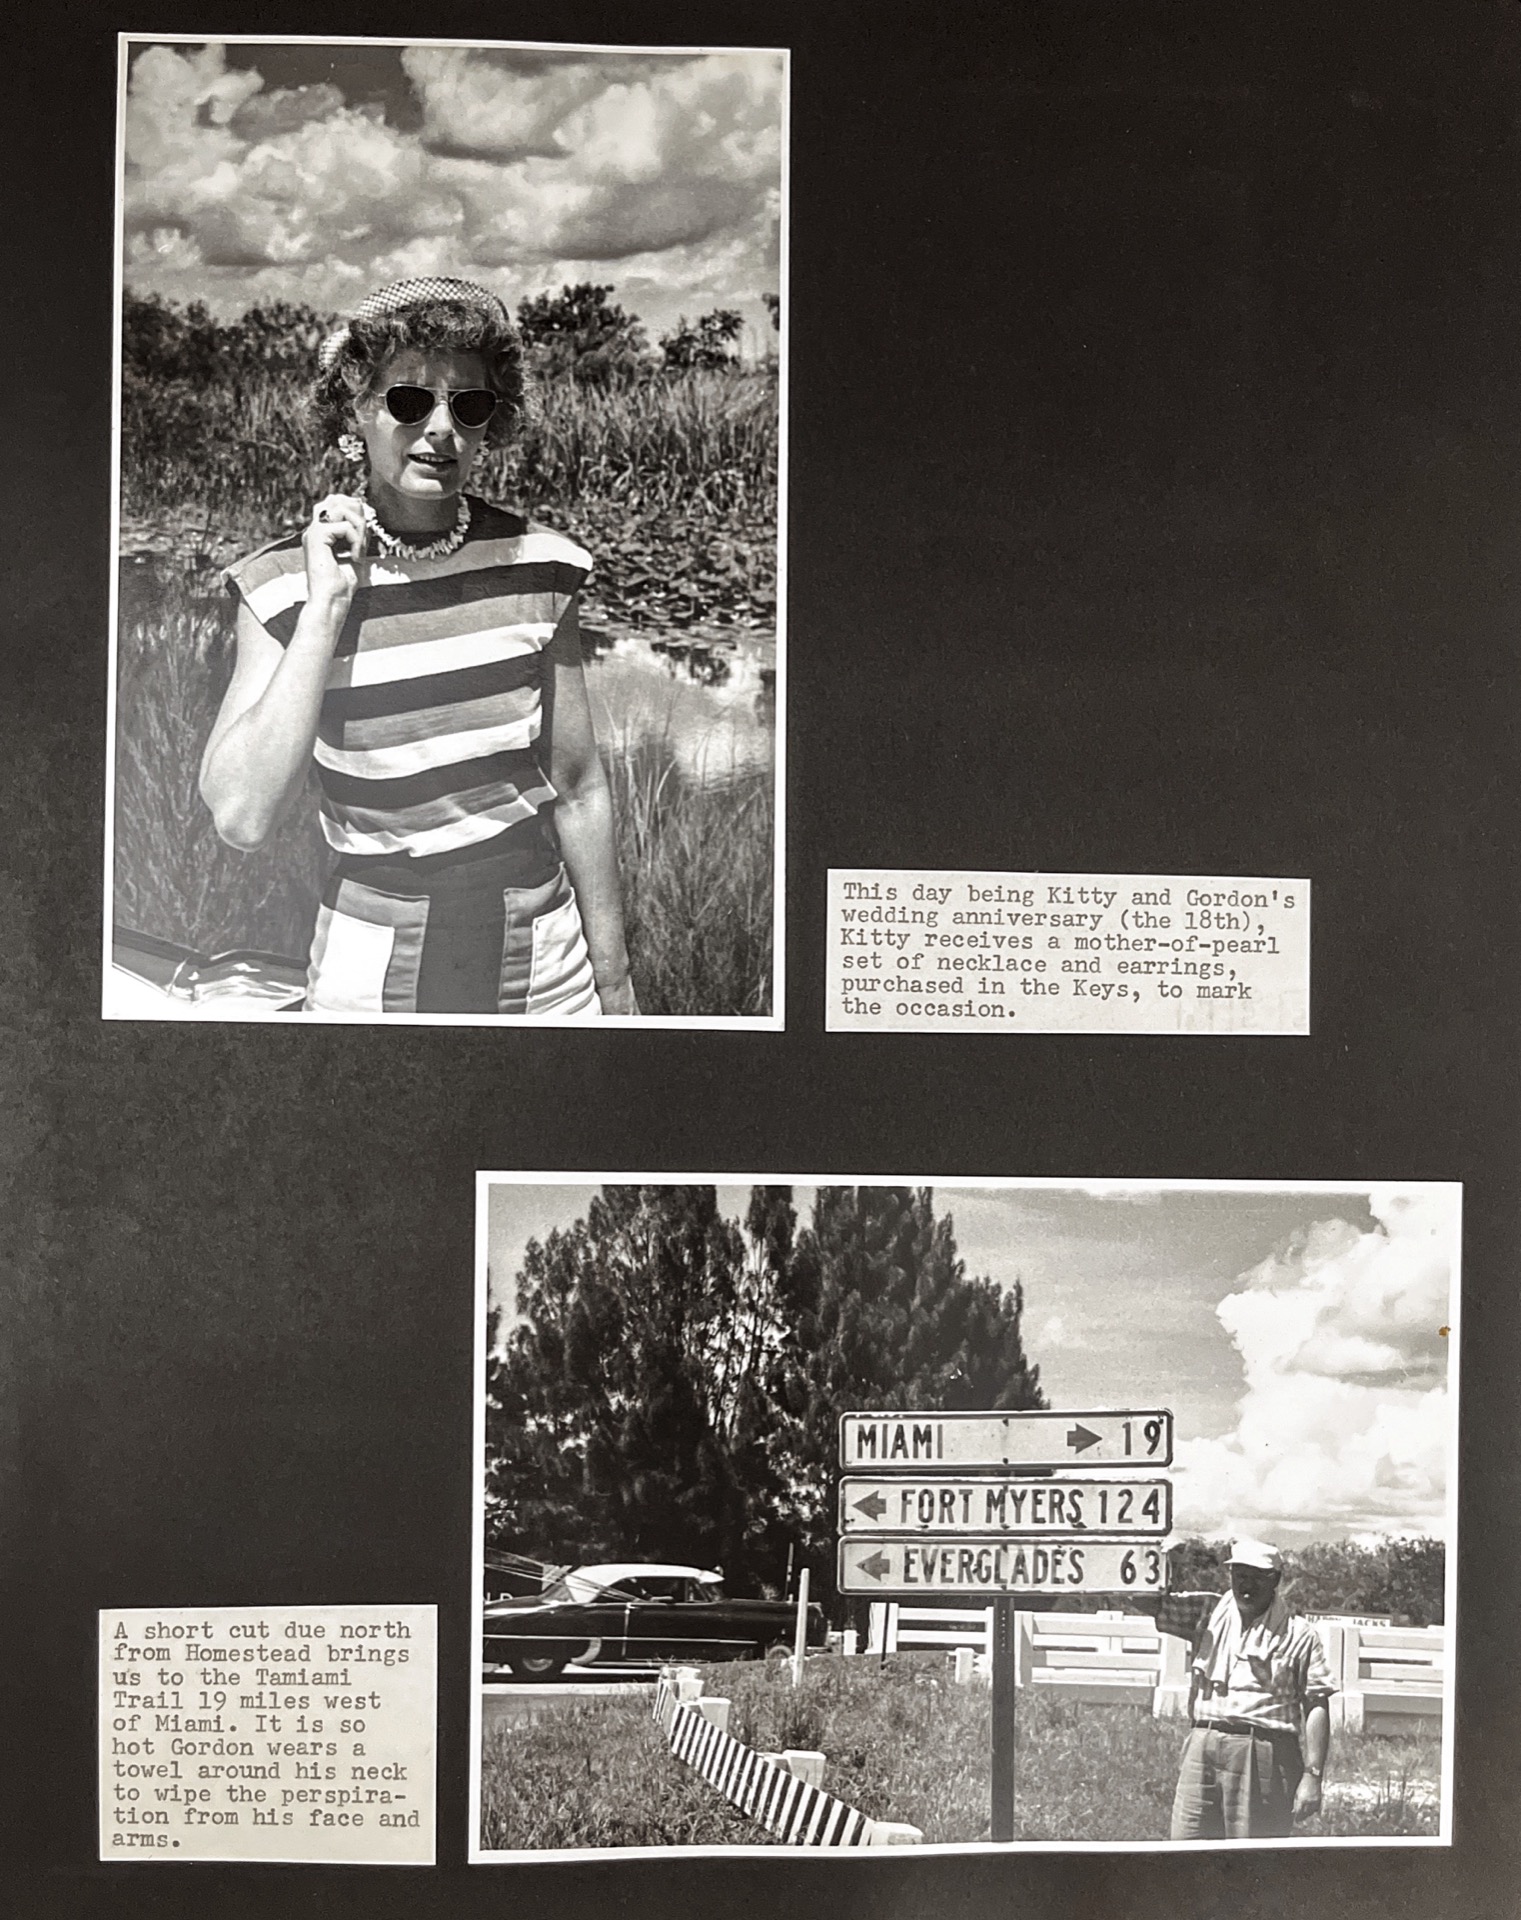 This day being Kitty and Gordon's
wedding anniversary (the 18th),
Kitty receives a mother-of-pearl
set of necklace and earrings,
purchased in the Keys, to mark
the occasion.
MIAMI → 19
← FORT MYERS 124
← EVERGLADES 63
JACKS
A short cut due north
from Homestead brings
us to the Tamiami
Trail 19 miles west
of Miami. It is so
hot Gordon wears a
towel around his neck
to wipe the perspira-
tion from his face and
arms.